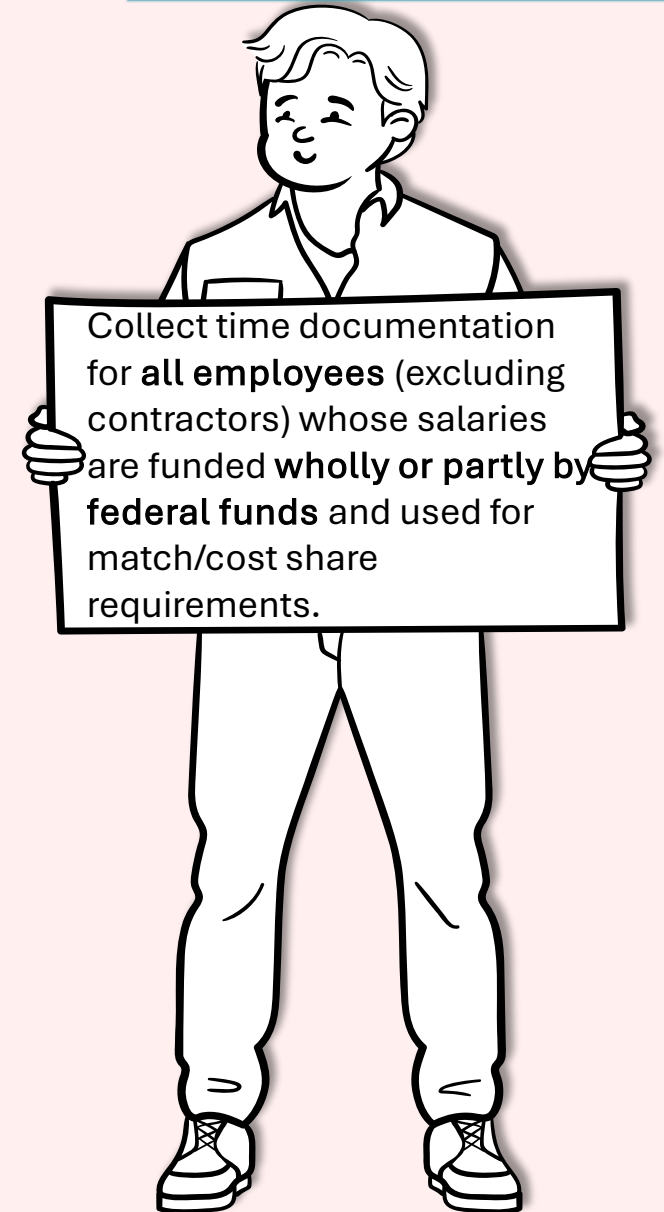 Collect time documentation
for all employees (excluding
contractors) whose salaries
are funded wholly or partly by
federal funds and used for
match/cost share
requirements.